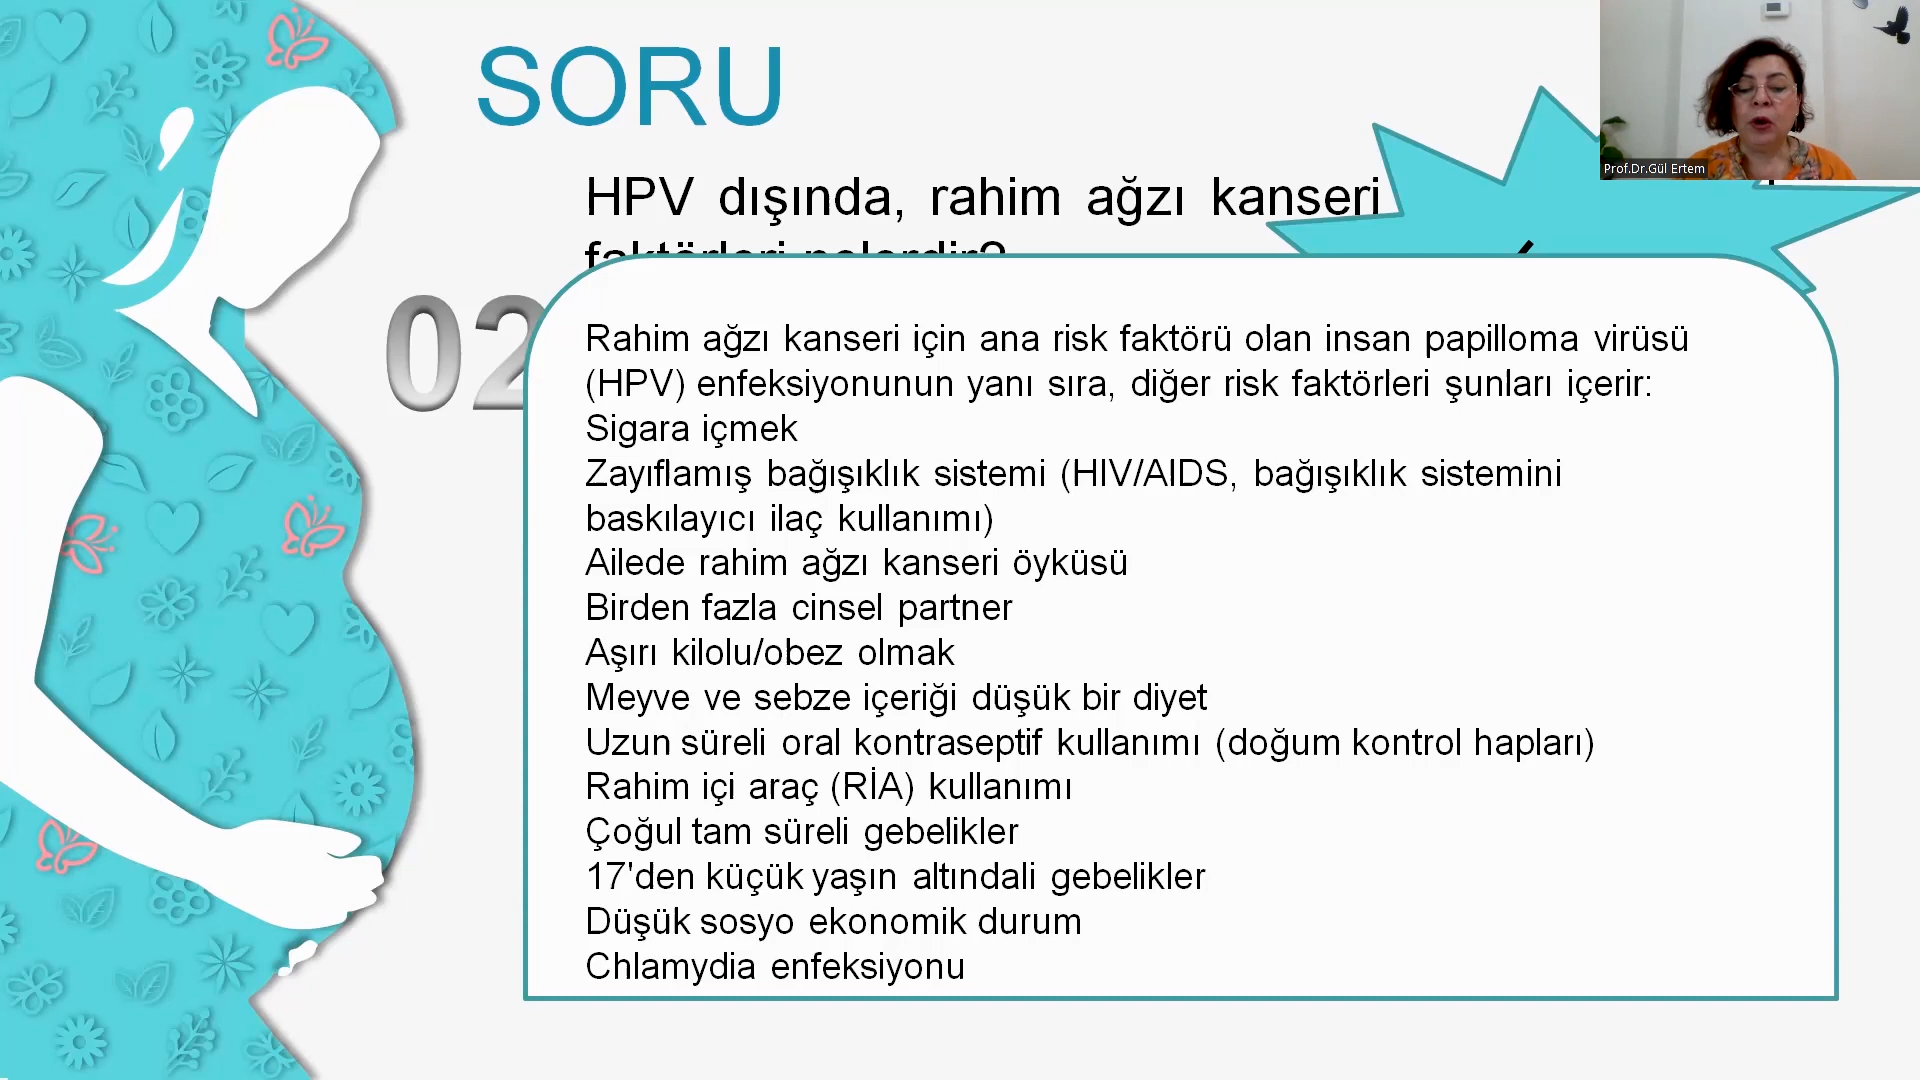 SORU
Prof.Dr.Gül Ertem
HPV dışında, rahim ağzı kanseri
faktörleri nelerdir?
02
Rahim ağzı kanseri için ana risk faktörü olan insan papilloma virüsü
(HPV) enfeksiyonunun yanı sıra, diğer risk faktörleri şunları içerir:
Sigara içmek
Zayıflamış bağışıklık sistemi (HIV/AIDS, bağışıklık sistemini
baskılayıcı ilaç kullanımı)
Ailede rahim ağzı kanseri öyküsü
Birden fazla cinsel partner
Aşırı kilolu/obez olmak
Meyve ve sebze içeriği düşük bir diyet
Uzun süreli oral kontraseptif kullanımı (doğum kontrol hapları)
Rahim içi araç (RİA) kullanımı
Çoğul tam süreli gebelikler
17'den küçük yaşın altındali gebelikler
Düşük sosyo ekonomik durum
Chlamydia enfeksiyonu